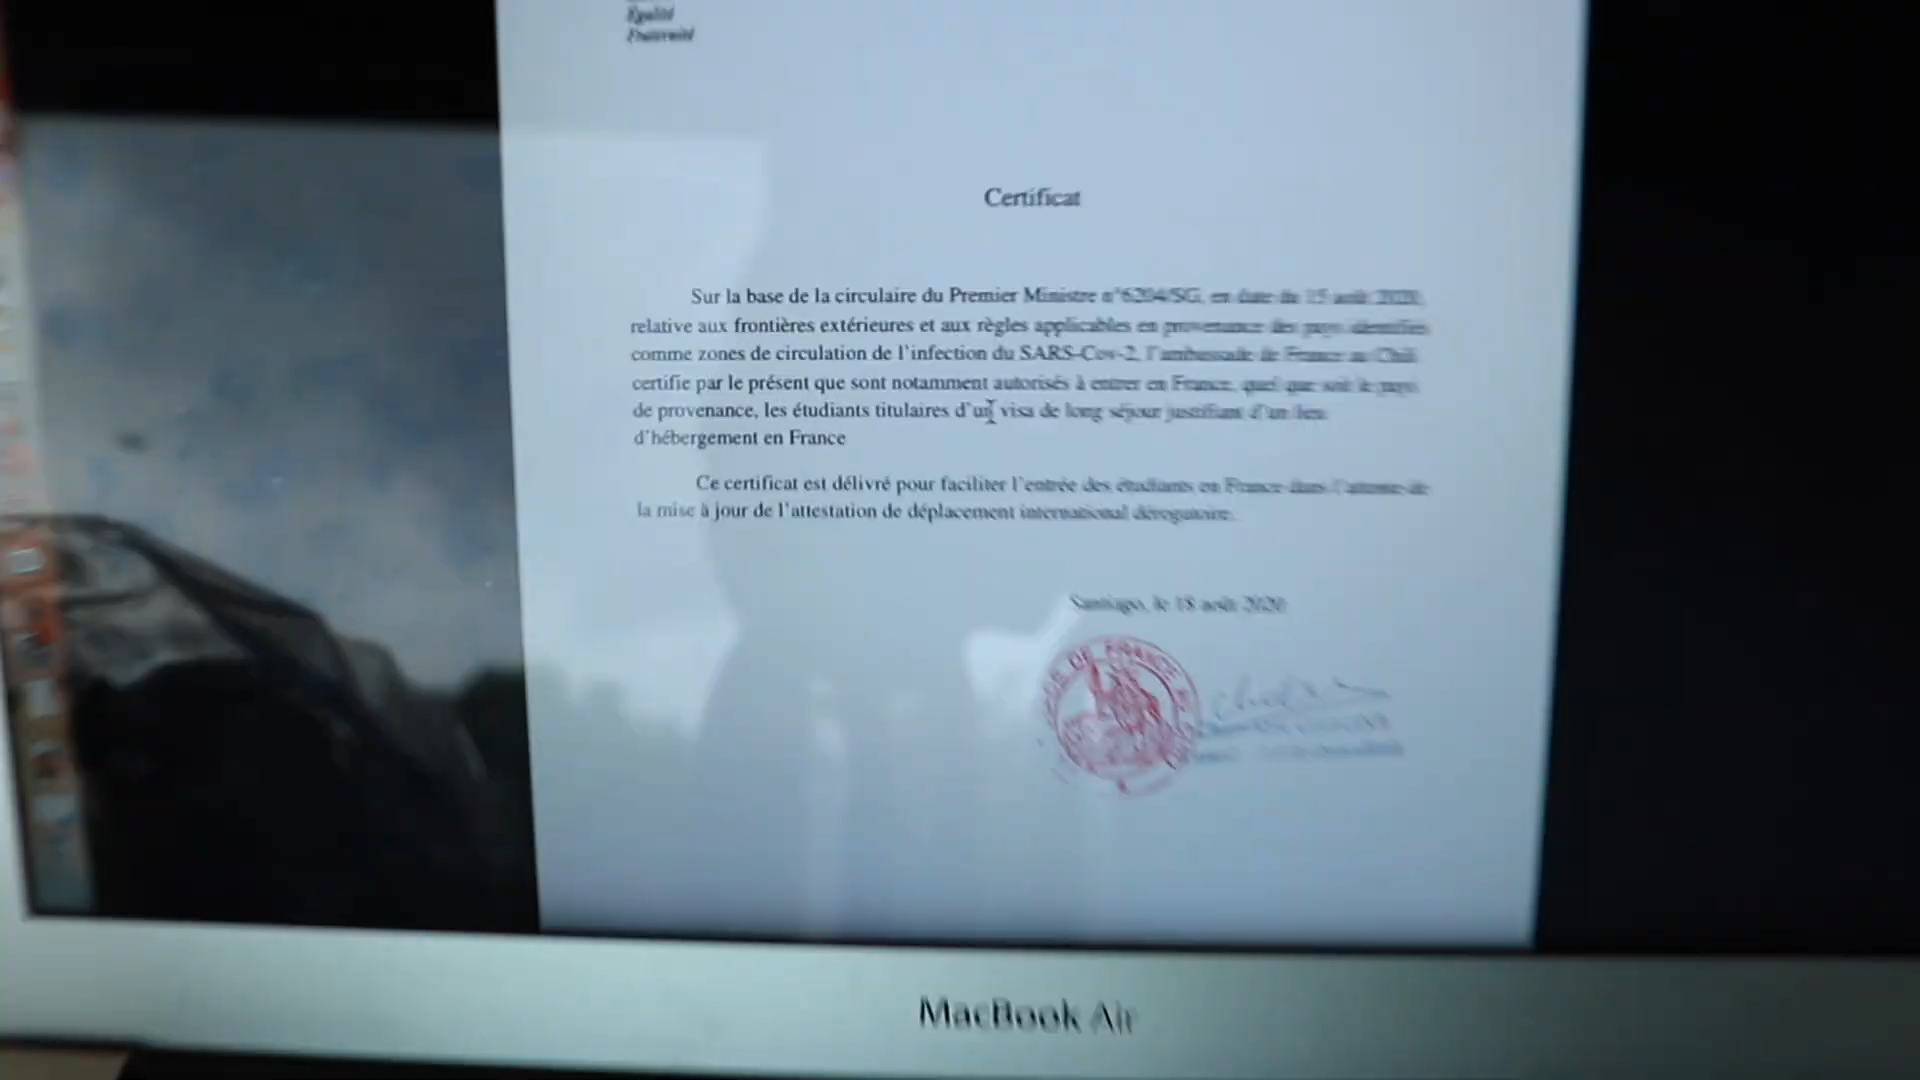 Égalité
Fraternité
Certificat
Sur la base de la circulaire du Premier Ministre n°6204/SG, en date du 15 août 2020,
relative aux frontières extérieures et aux règles applicables en provenance des pays identifiés
comme zones de circulation de l'infection du SARS-Cov-2, l'ambassade de France au Chili
certifie par le présent que sont notamment autorisés à entrer en France, quel que soit le pays
de provenance, les étudiants titulaires d'un visa de long séjour justifiant d'un lieu
d'hébergement en France
Ce certificat est délivré pour faciliter l'entrée des étudiants en France dans l'attente de
la mise à jour de l'attestation de déplacement international dérogatoire.
Santiago, le 18 août 2020
DE FRANCE
MacBook Air